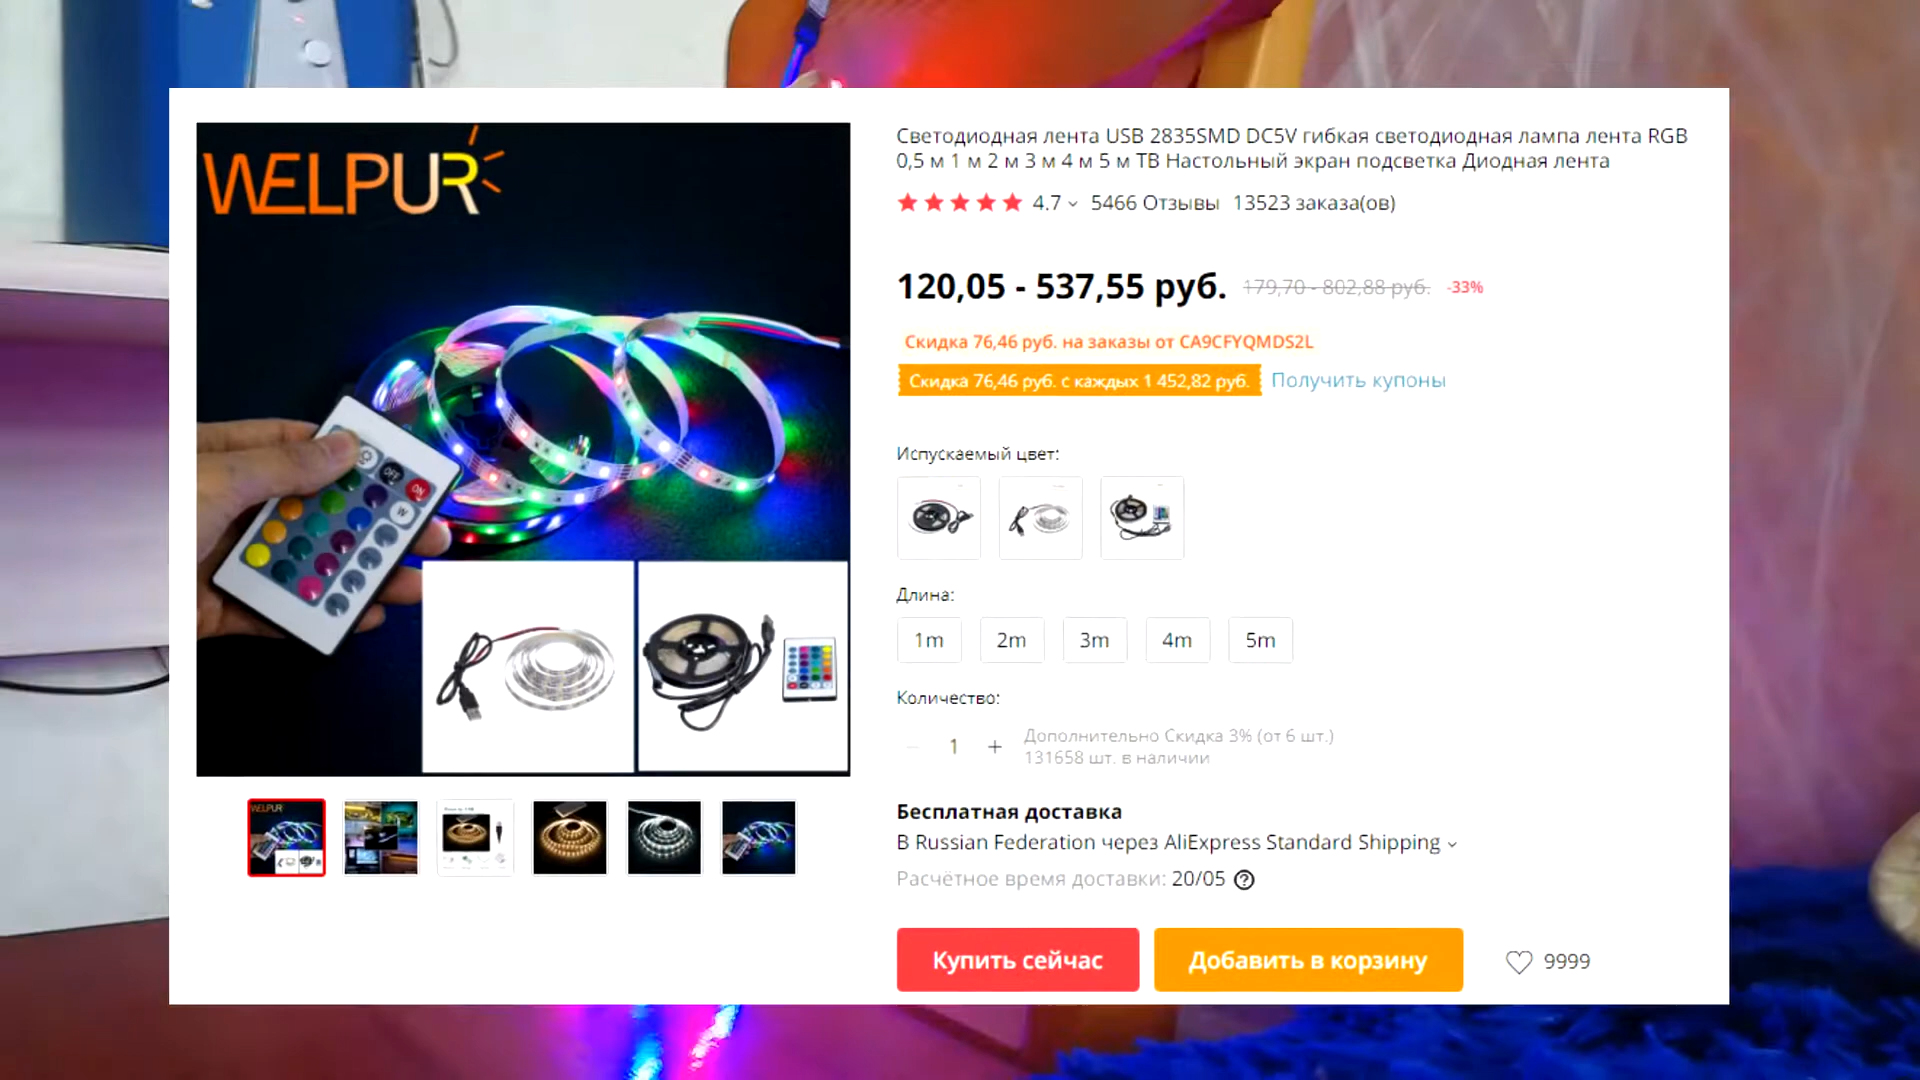 WELPUR
Светодиодная лента USB 2835SMD DC5V гибкая светодиодная лампа лента RGB
0,5 м 1 м 2 м 3 м 4 м 5 м ТВ Настольный экран подсветка Диодная лента
4.7 5466 Отзывы 13523 заказа(ов)
120,05 - 537,55 руб. 179,70 - 802,88 руб. -33%
Скидка 76,46 руб. на заказы от CA9CFYQMDS2L
Скидка 76,46 руб. с каждых 1 452,82 руб. Получить купоны
OFF
ON
W
Испускаемый цвет:
Длина:
1m 2m 3m 4m 5m
Количество:
1 + Дополнительно Скидка 3% (от 6 шт.)
131658 шт. в наличии
WELPUR
Бесплатная доставка
В Russian Federation через AliExpress Standard Shipping
Расчётное время доставки: 20/05 ?
Купить сейчас Добавить в корзину 9999